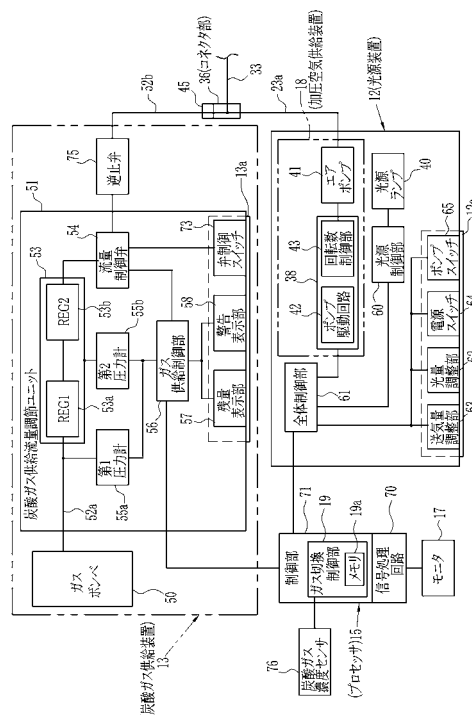 炭酸ガス供給流量調節ユニット
51
53
52a
REG1
53a
REG2
53b
54
流量
制御弁
75
逆止弁
52b
ガス
ボンベ
50
第1
圧力計
55a
第2
圧力計
55b
56
ガス
供給制御部
57
残量
表示部
58
警告
表示部
73
弁制御
スイッチ
13a
(炭酸ガス供給装置)
13
45
36(コネクタ部)
33
23a
18
(加圧空気供給装置)
12(光源装置)
38
42
ポンプ
駆動回路
43
回転数
制御部
41
エア
ポンプ
60
光源
制御部
40
光源
ランプ
61
全体制御部
63
送気量
調整部
62
光量
調整部
64
電源
スイッチ
65
ポンプ
スイッチ
12a
71
制御部
19
ガス切換
制御部
19a
メモリ
70
信号処理
回路
(プロセッサ)15
76
炭酸ガス
濃度センサ
17
モニタ